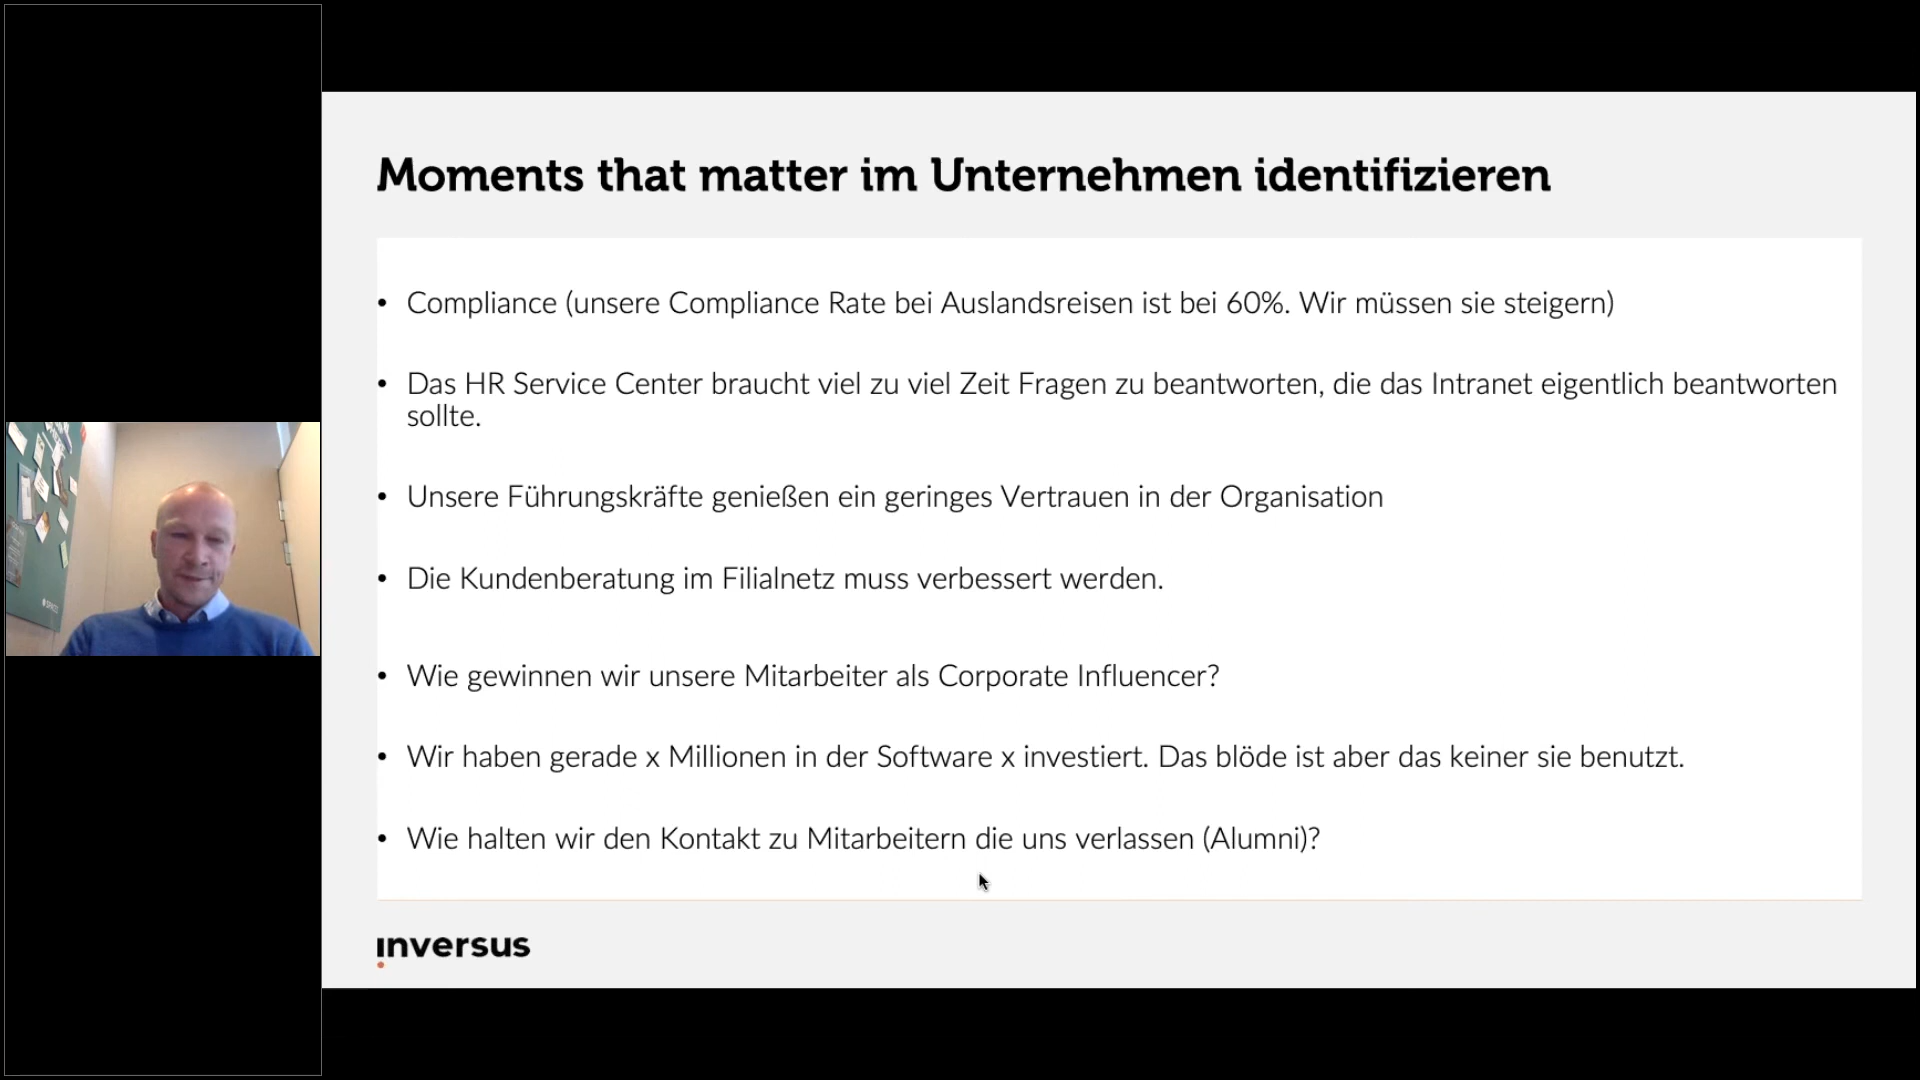 Moments that matter im Unternehmen identifizieren
• Compliance (unsere Compliance Rate bei Auslandsreisen ist bei 60%. Wir müssen sie steigern)
• Das HR Service Center braucht viel zu viel Zeit Fragen zu beantworten, die das Intranet eigentlich beantworten
sollte.
• Unsere Führungskräfte genießen ein geringes Vertrauen in der Organisation
• Die Kundenberatung im Filialnetz muss verbessert werden.
• Wie gewinnen wir unsere Mitarbeiter als Corporate Influencer?
• Wir haben gerade x Millionen in der Software x investiert. Das blöde ist aber das keiner sie benutzt.
• Wie halten wir den Kontakt zu Mitarbeitern die uns verlassen (Alumni)?
inversus